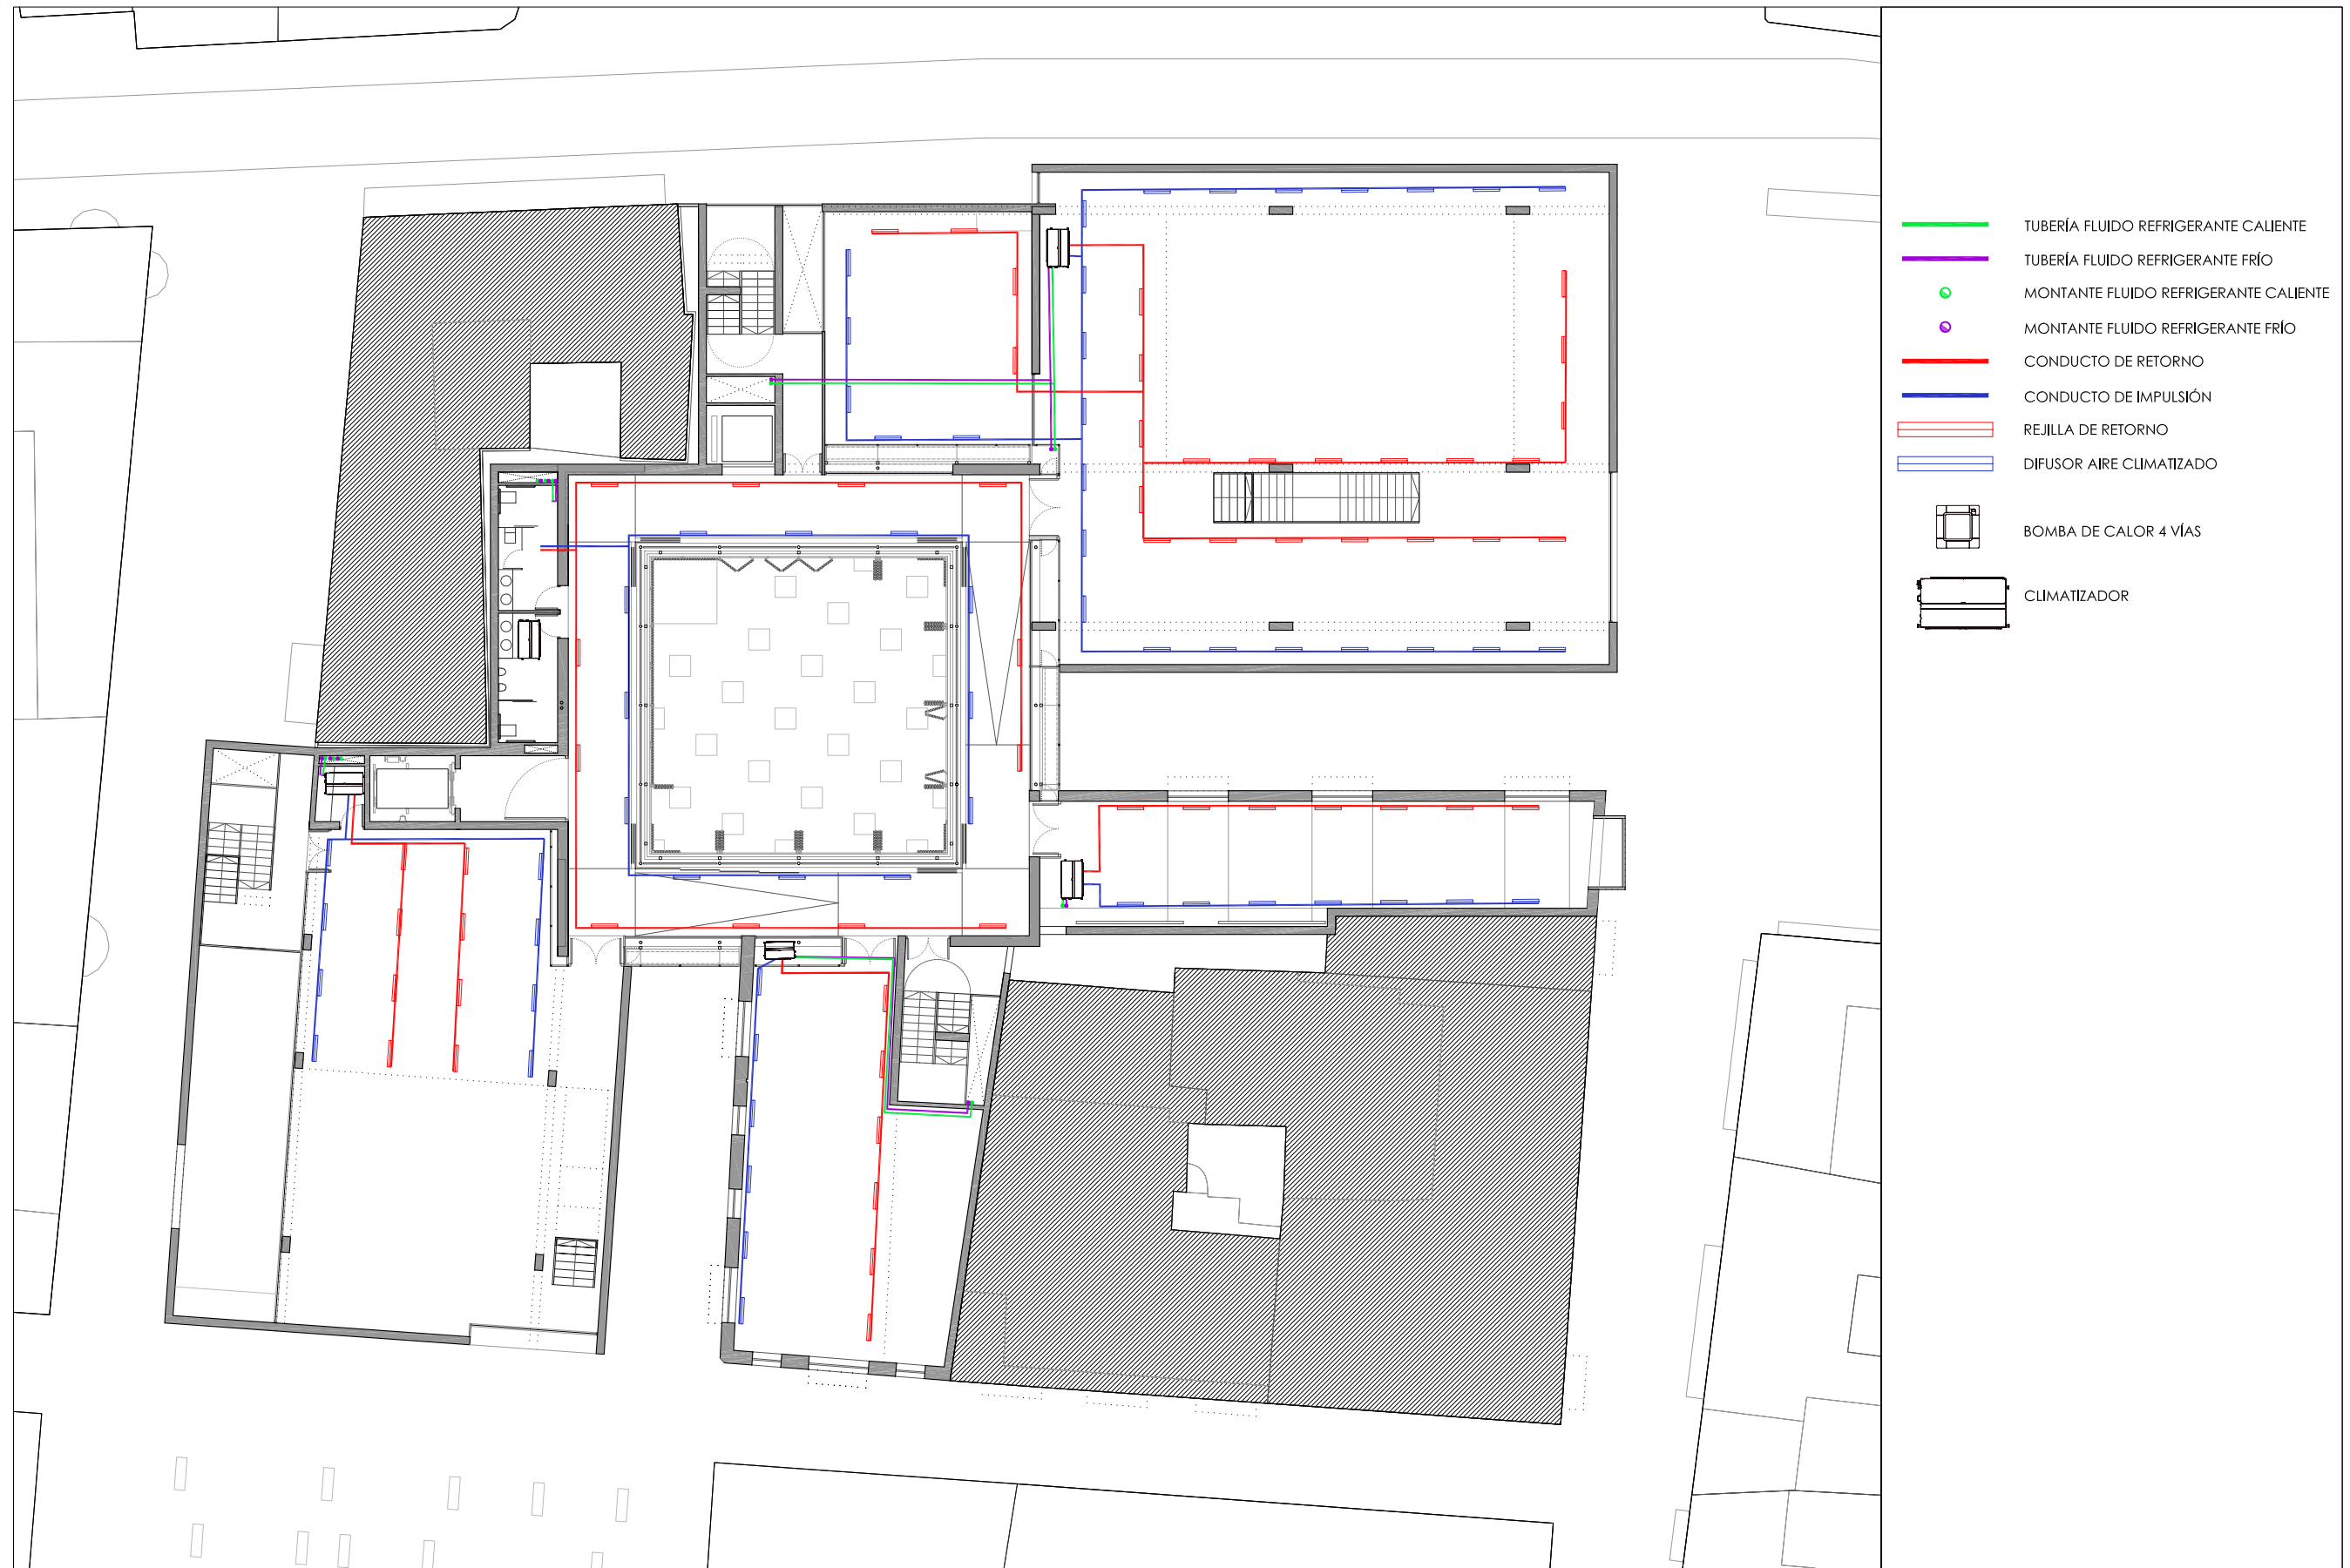 TUBERÍA FLUIDO REFRIGERANTE CALIENTE
TUBERÍA FLUIDO REFRIGERANTE FRÍO
MONTANTE FLUIDO REFRIGERANTE CALIENTE
MONTANTE FLUIDO REFRIGERANTE FRÍO
CONDUCTO DE RETORNO
CONDUCTO DE IMPULSIÓN
REJILLA DE RETORNO
DIFUSOR AIRE CLIMATIZADO
BOMBA DE CALOR 4 VÍAS
CLIMATIZADOR